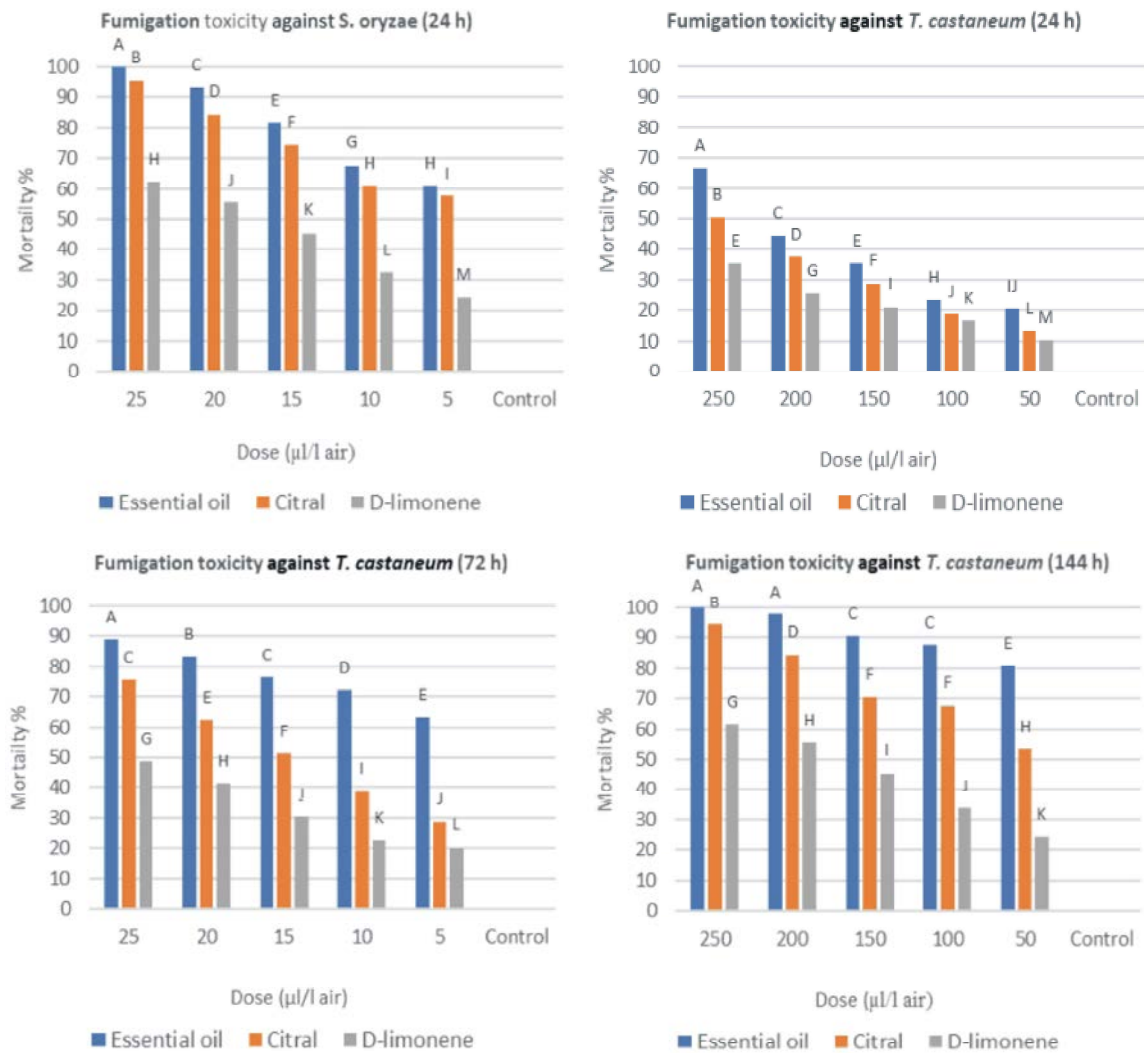 Fumigation toxicity against S. oryzae (24 h)
A
B
C
D
E
F
G
H
H
I
H
J
K
L
M
100
90
80
70
60
50
40
30
20
10
0
Mortailty%
25 20 15 10 5 Control
Dose (µl/l air)
Essential oil Citral D-limonene
Fumigation toxicity against T. castaneum (24 h)
A
B
E
C
D
G
E
F
I
H
J
K
IJ
L
M
100
90
80
70
60
50
40
30
20
10
0
Mortailty%
250 200 150 100 50 Control
Dose (µl/l air)
Essential oil Citral D-limonene
Fumigation toxicity against T. castaneum (72 h)
A
C
G
B
E
H
C
F
J
D
I
K
E
J
L
100
90
80
70
60
50
40
30
20
10
0
Mortailty%
25 20 15 10 5 Control
Dose (µl/l air)
Essential oil Citral D-limonene
Fumigation toxicity against T. castaneum (144 h)
A
B
G
A
D
H
C
F
I
C
F
J
E
H
K
100
90
80
70
60
50
40
30
20
10
0
Mortailty%
250 200 150 100 50 Control
Dose (µl/l air)
Essential oil Citral D-limonene